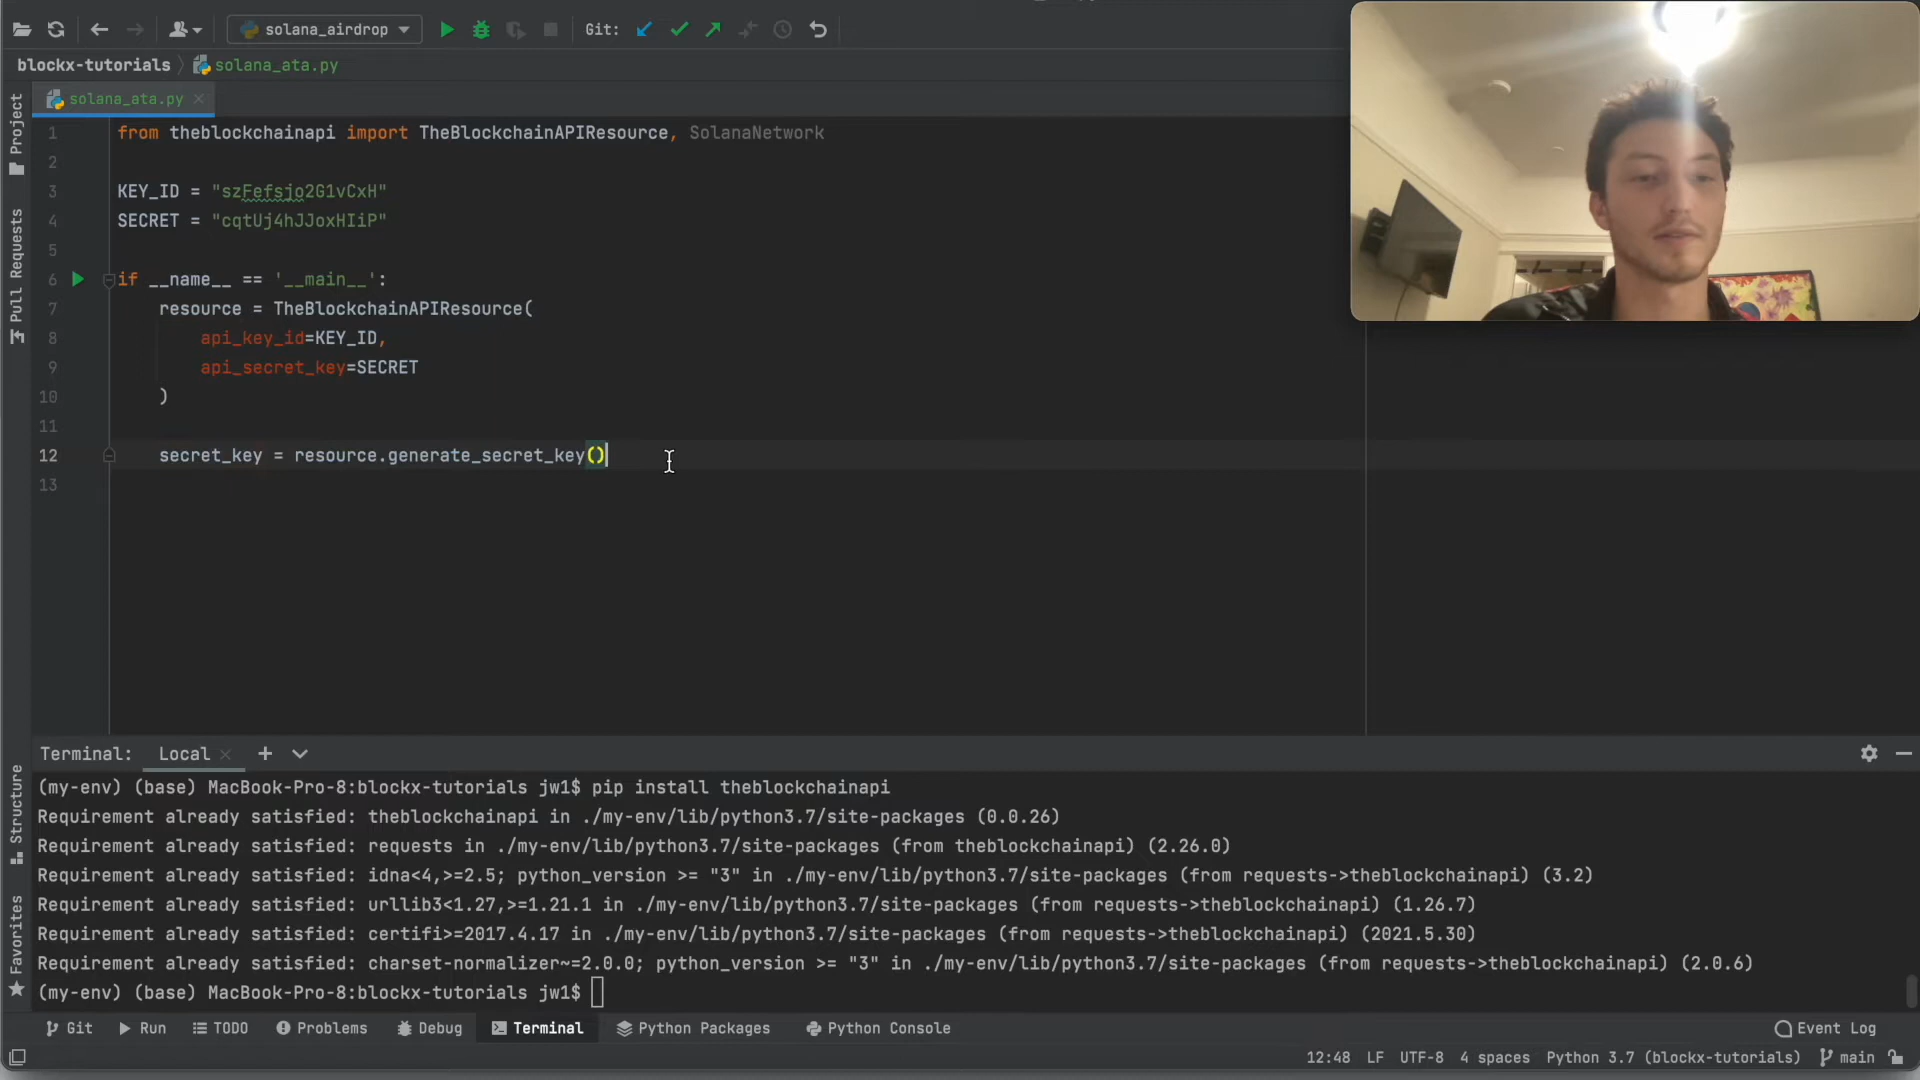 solana_airdrop
Git:
blockx-tutorials
solana_ata.py
solana_ata.py
Project
Pull Requests
Structure
Favorites
1 from theblockchainapi import TheBlockchainAPIResource, SolanaNetwork
2
3 KEY_ID = "szFefsjo2G1vCxH"
4 SECRET = "cqtUj4hJJoxHIiP"
5
6 if __name__ == '__main__':
7 resource = TheBlockchainAPIResource(
8 api_key_id=KEY_ID,
9 api_secret_key=SECRET
10 )
11
12 secret_key = resource.generate_secret_key()
13
Terminal: Local
(my-env) (base) MacBook-Pro-8:blockx-tutorials jw1$ pip install theblockchainapi
Requirement already satisfied: theblockchainapi in ./my-env/lib/python3.7/site-packages (0.0.26)
Requirement already satisfied: requests in ./my-env/lib/python3.7/site-packages (from theblockchainapi) (2.26.0)
Requirement already satisfied: idna<4,>=2.5; python_version >= "3" in ./my-env/lib/python3.7/site-packages (from requests->theblockchainapi) (3.2)
Requirement already satisfied: urllib3<1.27,>=1.21.1 in ./my-env/lib/python3.7/site-packages (from requests->theblockchainapi) (1.26.7)
Requirement already satisfied: certifi>=2017.4.17 in ./my-env/lib/python3.7/site-packages (from requests->theblockchainapi) (2021.5.30)
Requirement already satisfied: charset-normalizer~=2.0.0; python_version >= "3" in ./my-env/lib/python3.7/site-packages (from requests->theblockchainapi) (2.0.6)
(my-env) (base) MacBook-Pro-8:blockx-tutorials jw1$
Git Run TODO Problems Debug Terminal Python Packages Python Console Event Log
12:48 LF UTF-8 4 spaces Python 3.7 (blockx-tutorials) main